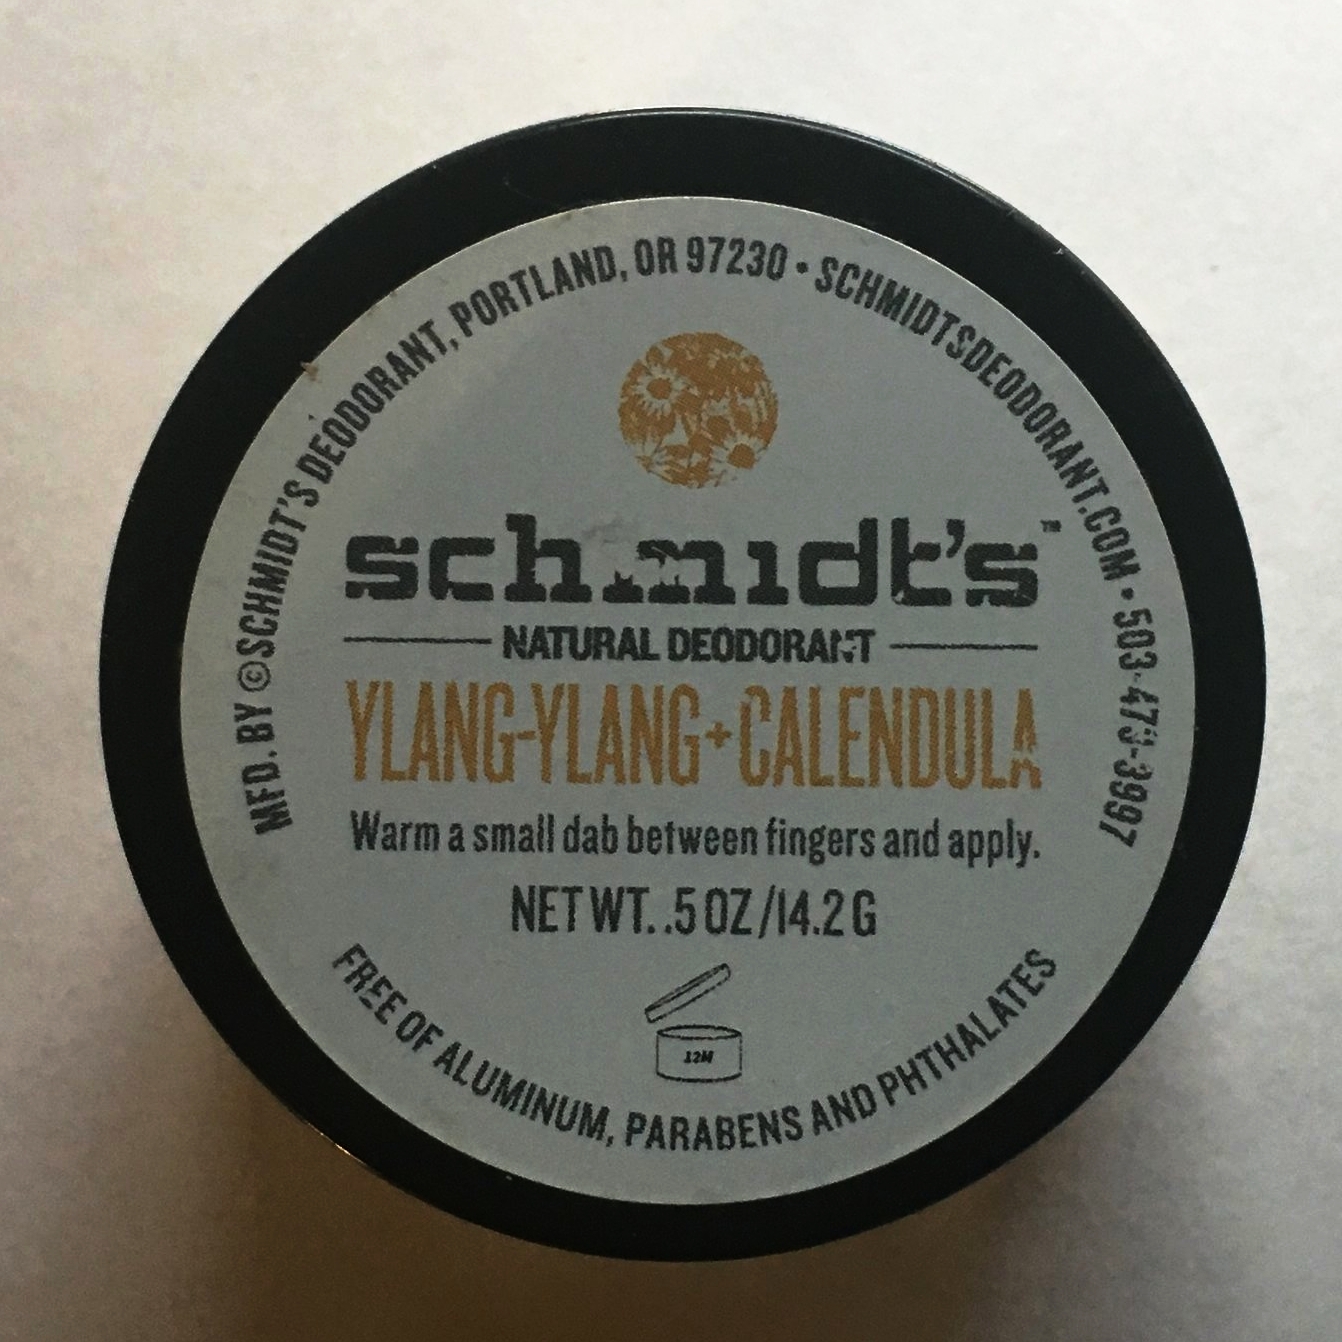 MFD. BY ©SCHMIDT'S DEODORANT, PORTLAND, OR 97230 • SCHMIDTSDEODORANT.COM • 503-473-3997
schmidt's™
NATURAL DEODORANT
YLANG-YLANG+CALENDULA
Warm a small dab between fingers and apply.
NET WT. .5 OZ/14.2 G
12M
FREE OF ALUMINUM, PARABENS AND PHTHALATES